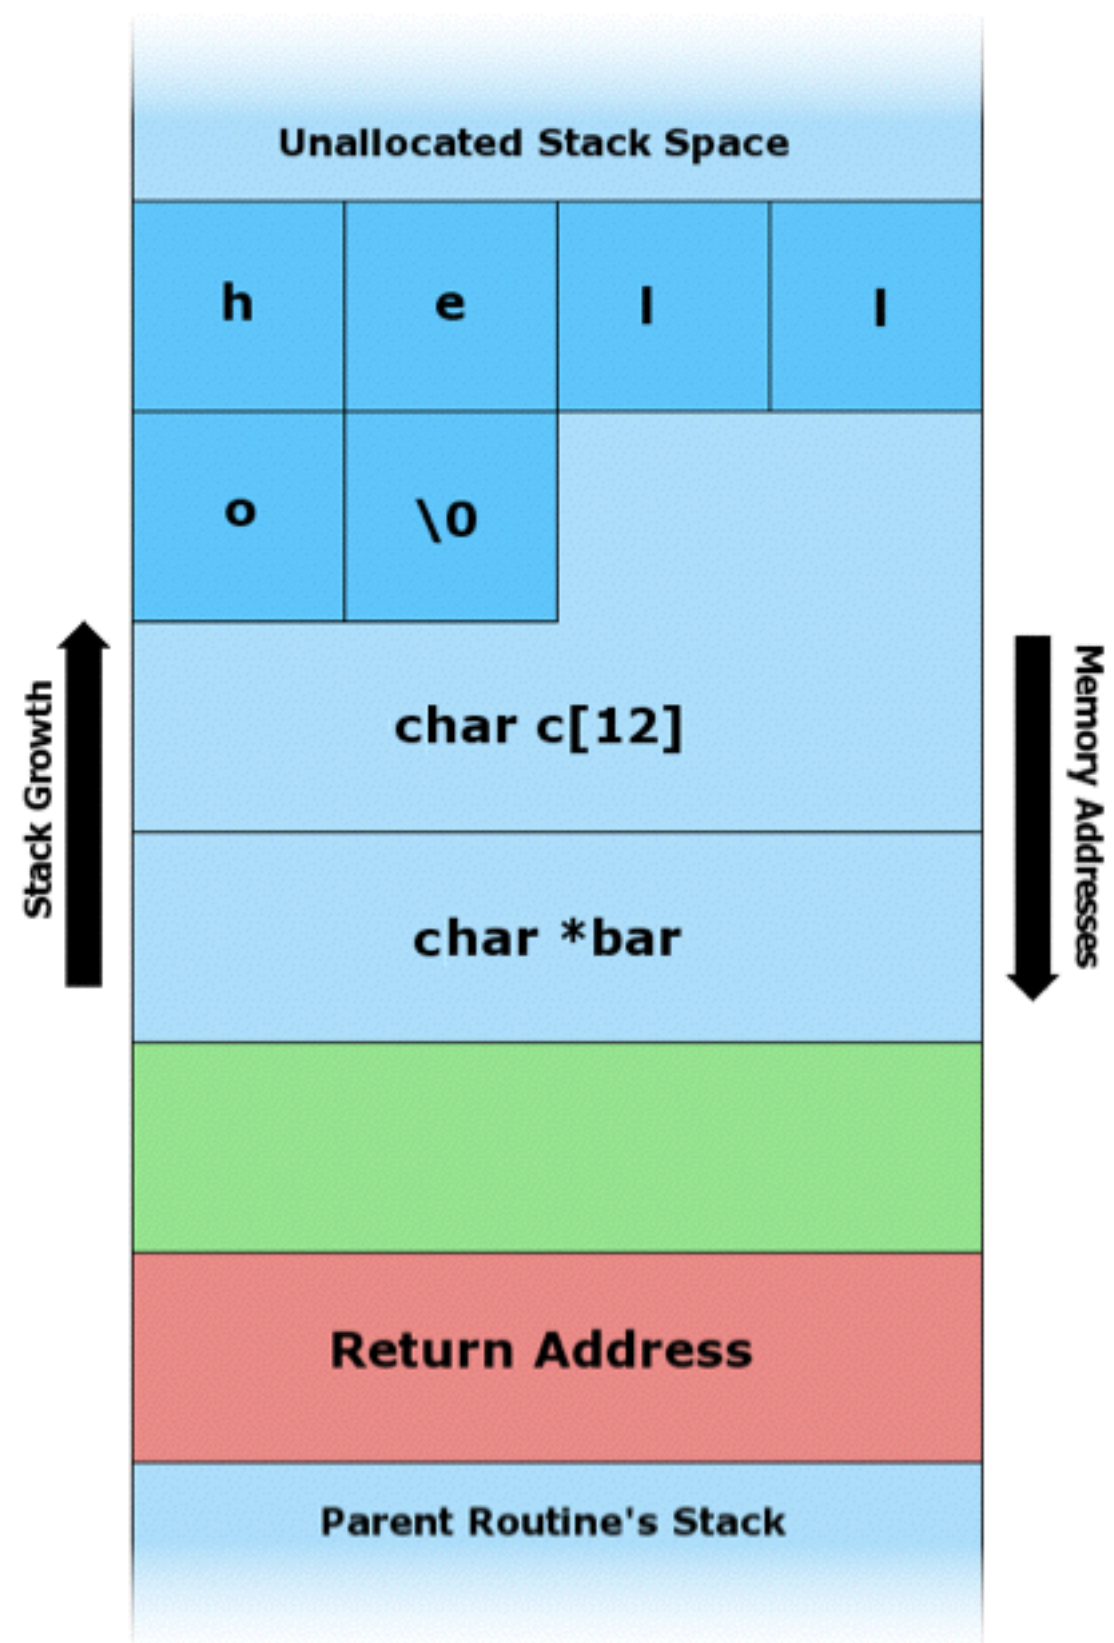 Unallocated Stack Space
h e l l
o \0
char c[12]
Stack Growth
Memory Addresses
char *bar
Return Address
Parent Routine's Stack